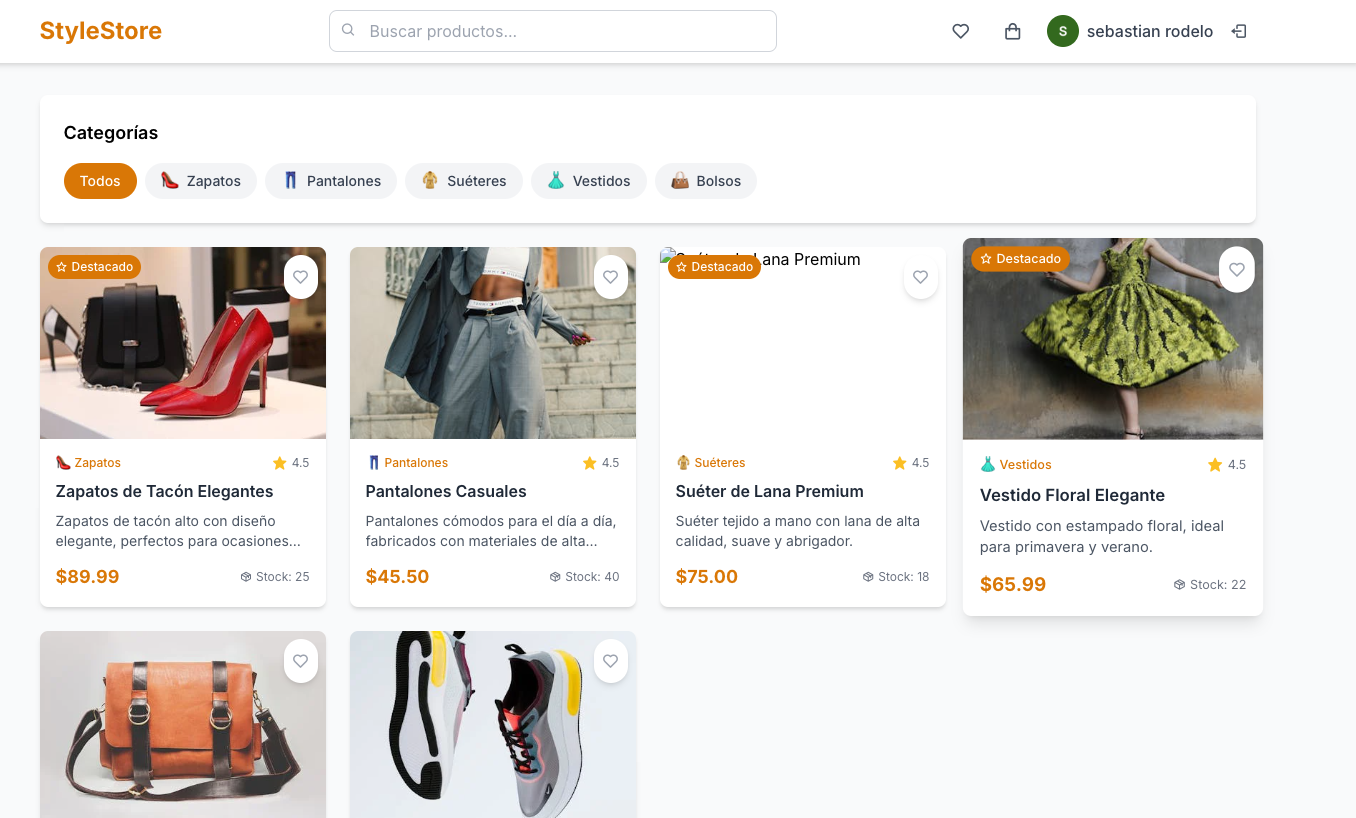 StyleStore
Buscar productos...
S
sebastian rodelo
Categorías
Todos
Zapatos
Pantalones
Suéteres
Vestidos
Bolsos
Destacado
Zapatos
4.5
Zapatos de Tacón Elegantes
Zapatos de tacón alto con diseño
elegante, perfectos para ocasiones...
$89.99
Stock: 25
Pantalones
4.5
Pantalones Casuales
Pantalones cómodos para el día a día,
fabricados con materiales de alta...
$45.50
Stock: 40
Lana Premium
Destacado
Suéteres
4.5
Suéter de Lana Premium
Suéter tejido a mano con lana de alta
calidad, suave y abrigador.
$75.00
Stock: 18
Destacado
Vestidos
4.5
Vestido Floral Elegante
Vestido con estampado floral, ideal
para primavera y verano.
$65.99
Stock: 22